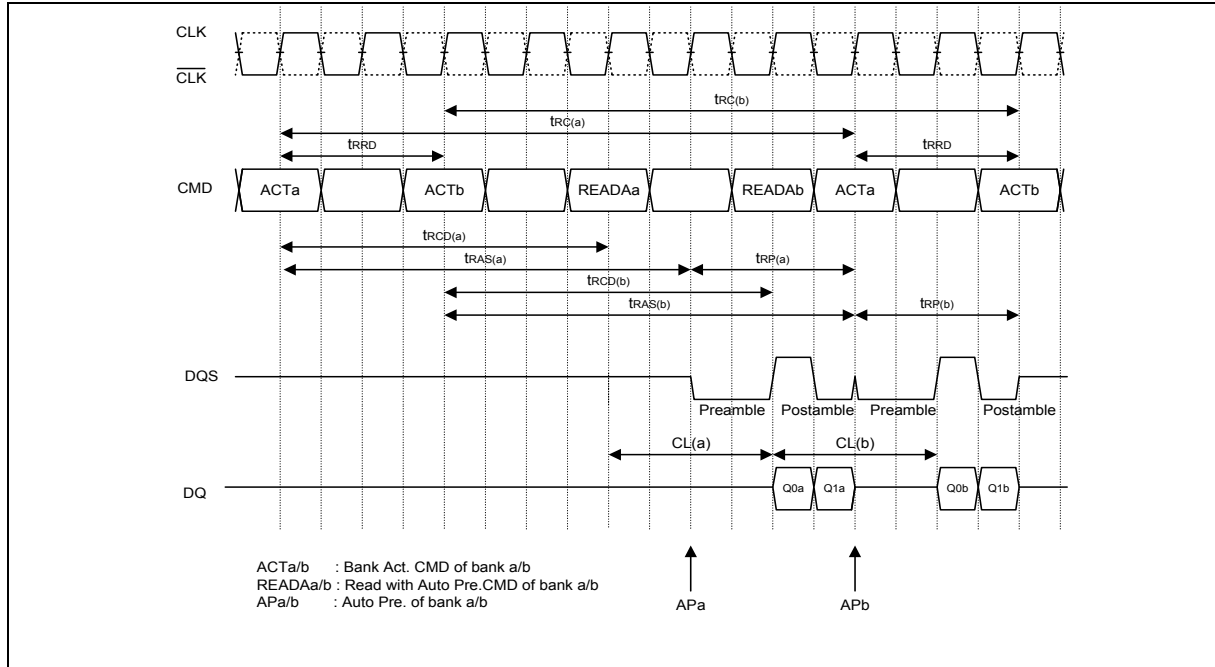 CLK
CLK
tRC(b)
tRC(a)
tRRD tRRD
CMD ACTa ACTb READAa READAb ACTa ACTb
tRCD(a)
tRAS(a) tRP(a)
tRCD(b)
tRAS(b) tRP(b)
DQS
Preamble Postamble Preamble Postamble
CL(a) CL(b)
DQ Q0a Q1a Q0b Q1b
ACTa/b : Bank Act. CMD of bank a/b
READAa/b : Read with Auto Pre.CMD of bank a/b
APa/b : Auto Pre. of bank a/b
APa APb